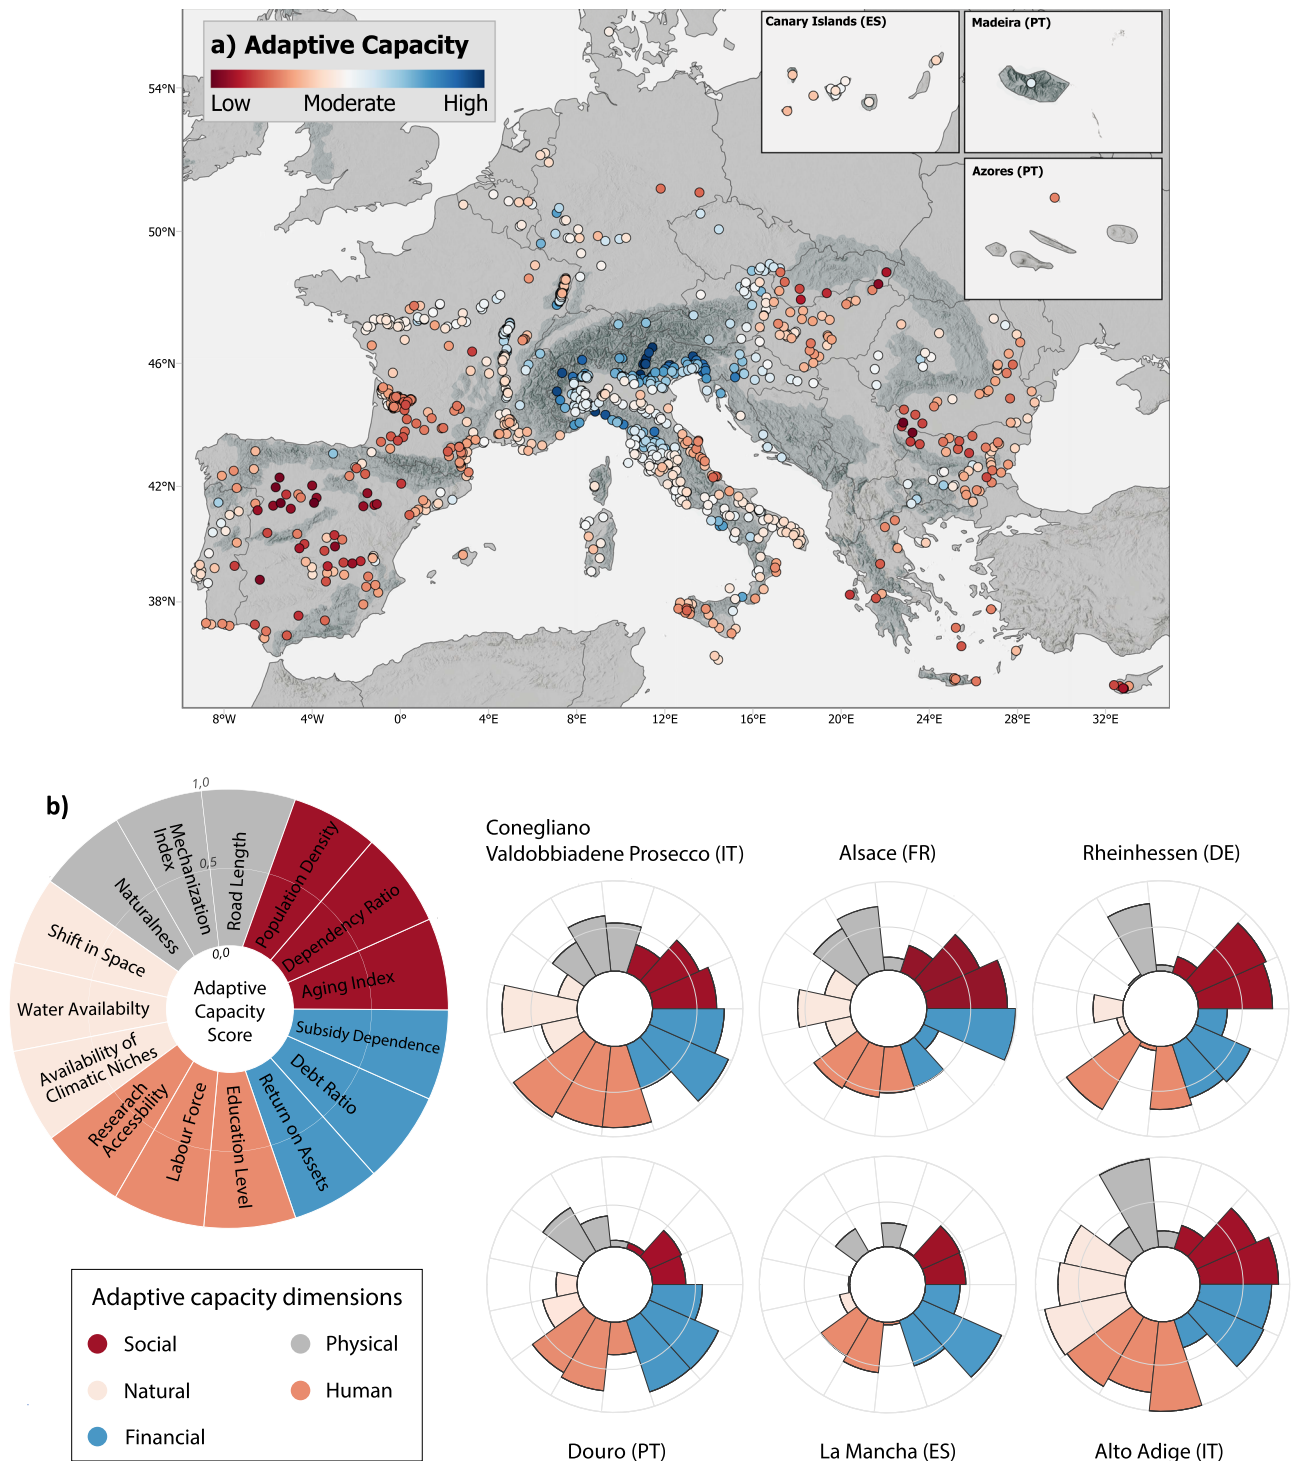 a) Adaptive Capacity
Low Moderate High
Canary Islands (ES)
Madeira (PT)
Azores (PT)
54°N
50°N
46°N
42°N
38°N
8°W 4°W 0° 4°E 8°E 12°E 16°E 20°E 24°E 28°E 32°E
b)
1,0
0,5
0,0
Road Length
Population Density
Dependency Ratio
Aging Index
Subsidy Dependence
Debt Ratio
Return on Assets
Education Level
Labour Force
Researach
Accessbility
Availability of
Climatic Niches
Water Availabilty
Shift in Space
Naturalness
Mechanization
Index
Adaptive
Capacity
Score
Conegliano
Valdobbiadene Prosecco (IT)
Alsace (FR)
Rheinhessen (DE)
Douro (PT)
La Mancha (ES)
Alto Adige (IT)
Adaptive capacity dimensions
Social
Physical
Natural
Human
Financial